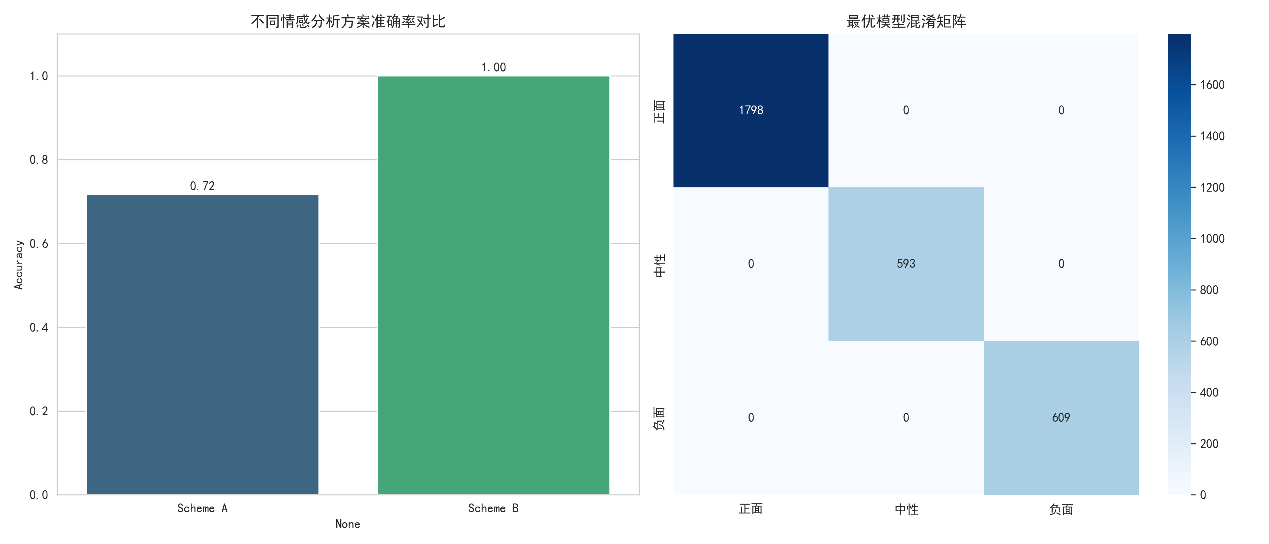 不同情感分析方案准确率对比
1.0
0.8
0.6
0.4
0.2
0.0
Accuracy
0.72
1.00
Scheme A
Scheme B
None
最优模型混淆矩阵
正面
中性
负面
1798 0 0
0 593 0
0 0 609
正面 中性 负面
1600
1400
1200
1000
800
600
400
200
0